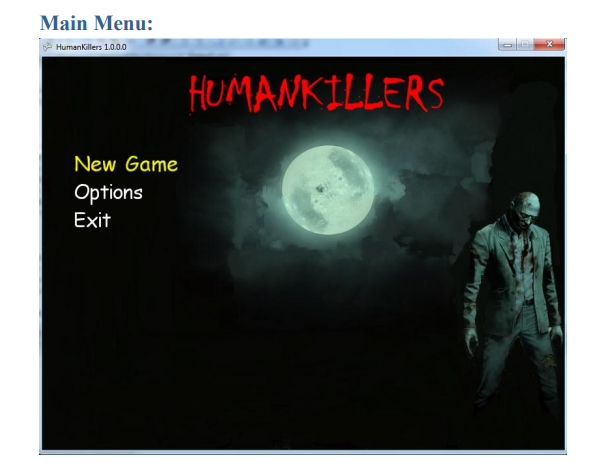 Main Menu:
HumanKillers 1.0.0.0
HUMANKILLERS
New Game
Options
Exit